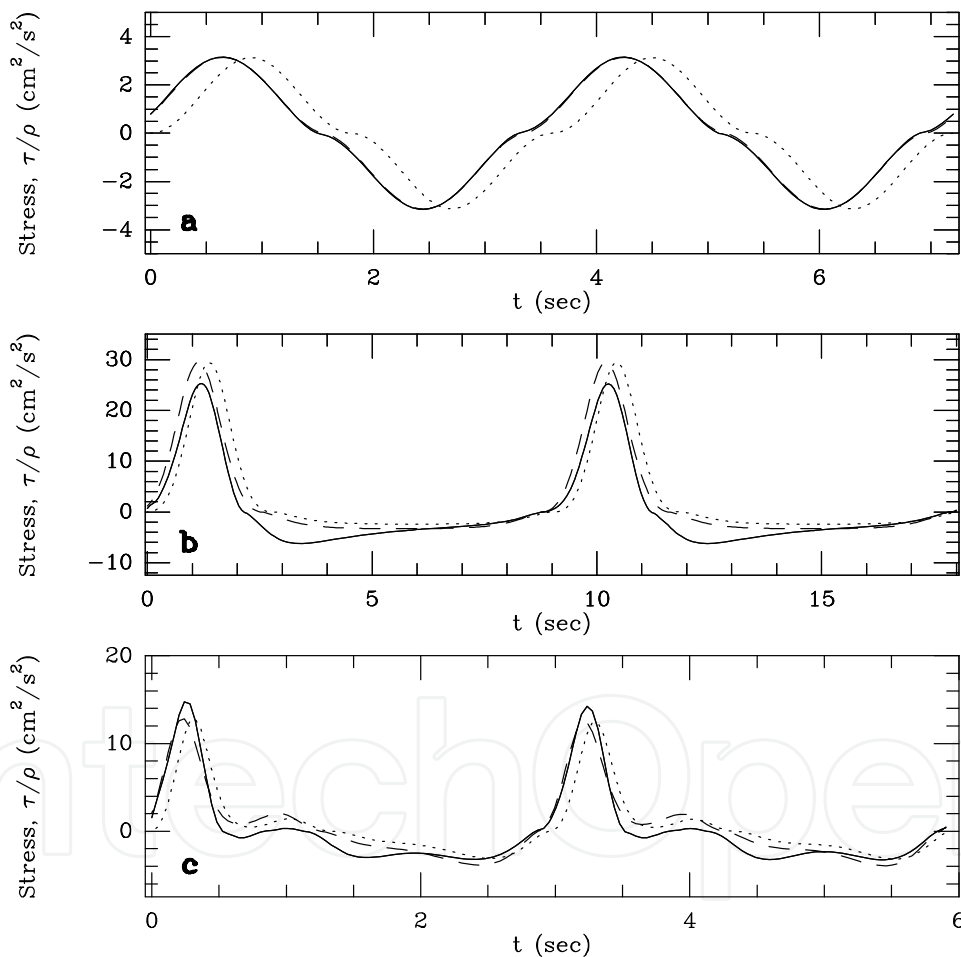 Stress, τ/ρ (cm²/s²)
4
2
0
−2
−4
a
0 2 4 6
t (sec)
Stress, τ/ρ (cm²/s²)
30
20
10
0
−10
b
0 5 10 15
t (sec)
Stress, τ/ρ (cm²/s²)
20
10
0
c
0 2 4 6
t (sec)
ntechOpe